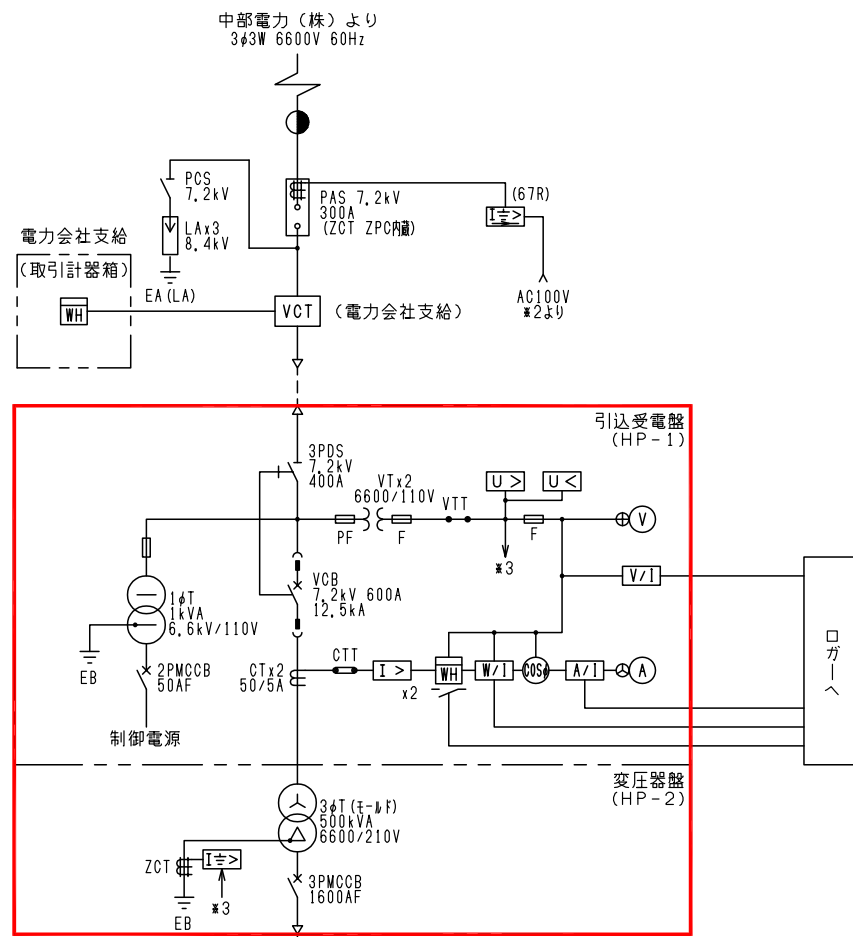 中部電力（株）より
3φ3W 6600V 60Hz
PCS
7.2kV
LAx3
8.4kV
EA(LA)
PAS 7.2kV
300A
(ZCT ZPC内蔵)
(67R)
I⏚>
AC100V
※2より
電力会社支給
(取引計器箱)
WH
VCT
(電力会社支給)
引込受電盤
(HP-1)
3PDS
7.2kV
400A
VTx2
6600/110V
PF
F
VTT
U >
U <
※3
F
V
V/I
VCB
7.2kV 600A
12.5kA
1φT
1kVA
6.6kV/110V
EB
2PMCCB
50AF
制御電源
CTx2
50/5A
CTT
I >
x2
WH
W/I
COSφ
A/I
A
ロガーへ
変圧器盤
(HP-2)
3φT(モールド)
500kVA
6600/210V
ZCT
I⏚>
※3
EB
3PMCCB
1600AF